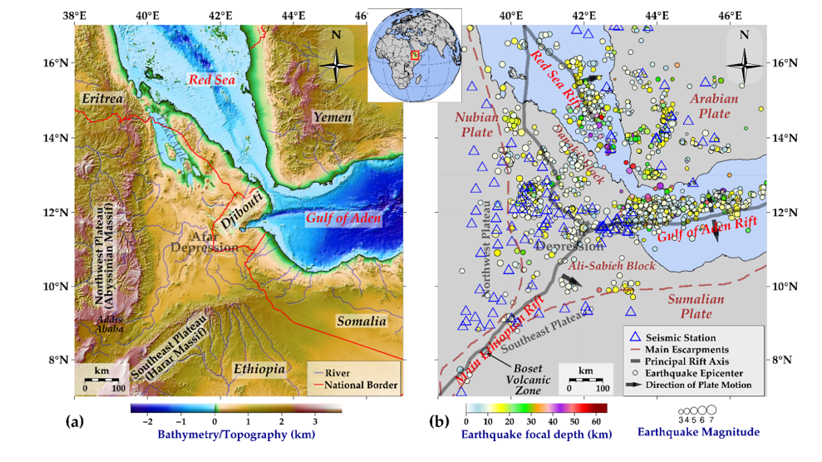 38°E
42°E
44°E
46°
40°E
42°E
44°E
46°E
16°N
14°N
12°N
10°N
8°N
N
Red Sea
Eritrea
Yemen
Djibouti
Gulf of Aden
Afar
Depression
Northwest Plateau
(Abyssinian Massif)
Addis
Ababa
Southeast Plateau
(Harar Massif)
Somalia
Ethiopia
km
0 100
River
National Border
(a)
−2 −1 0 1 2 3
Bathymetry/Topography (km)
N
Red Sea Rift
Nubian
Plate
Arabian
Plate
Block
Northwest Plateau
Depression
Gulf of Aden Rift
Ali-Sabieh Block
Sumalian
Plate
Main Ethiopian Rift
Southeast Plateau
Boset
Volcanic
Zone
km
0 100
Seismic Station
Main Escarpments
Principal Rift Axis
Earthquake Epicenter
Direction of Plate Motion
16°N
14°N
12°N
10°N
8°N
(b)
0 10 20 30 40 50 60
Earthquake focal depth (km)
3 4 5 6 7
Earthquake Magnitude